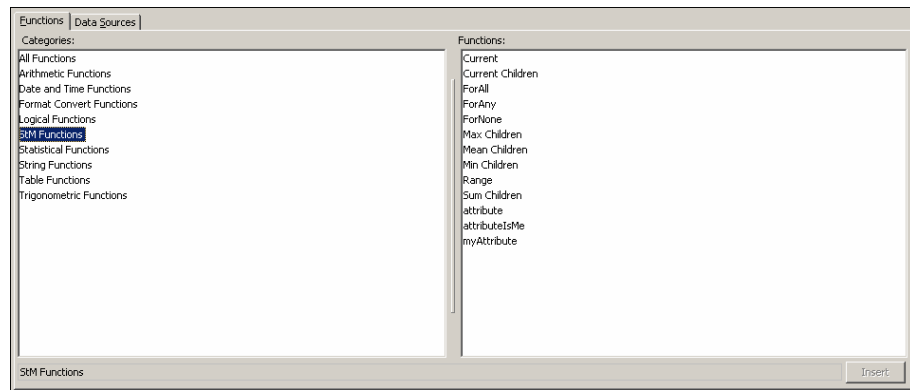 Functions
Data Sources
Categories:
All Functions
Arithmetic Functions
Date and Time Functions
Format Convert Functions
Logical Functions
StM Functions
Statistical Functions
String Functions
Table Functions
Trigonometric Functions
Functions:
Current
Current Children
ForAll
ForAny
ForNone
Max Children
Mean Children
Min Children
Range
Sum Children
attribute
attributeIsMe
myAttribute
StM Functions
Insert